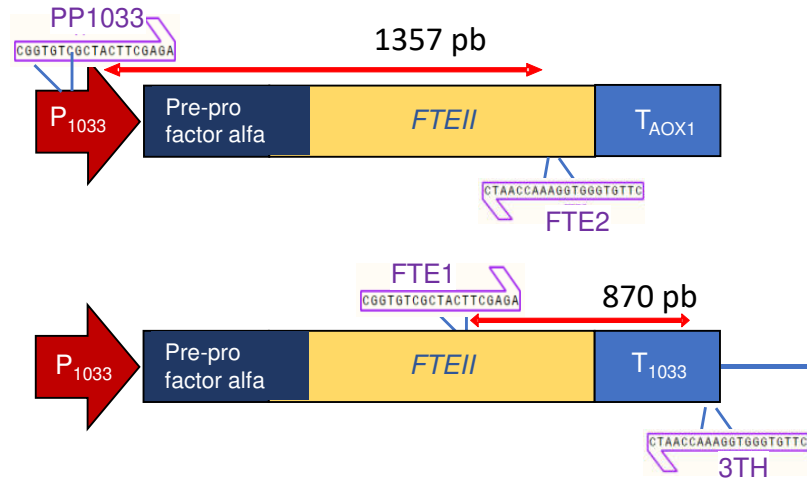 PP1033
CGGTGTCGCTACTTCGAGA
1357 pb
P1033
Pre-pro
factor alfa
FTEII
TAOX1
CTAACCAAAGGTGGGTGTTC
FTE2
FTE1
CGGTGTCGCTACTTCGAGA
870 pb
P1033
Pre-pro
factor alfa
FTEII
T1033
CTAACCAAAGGTGGGTGTTC
3TH